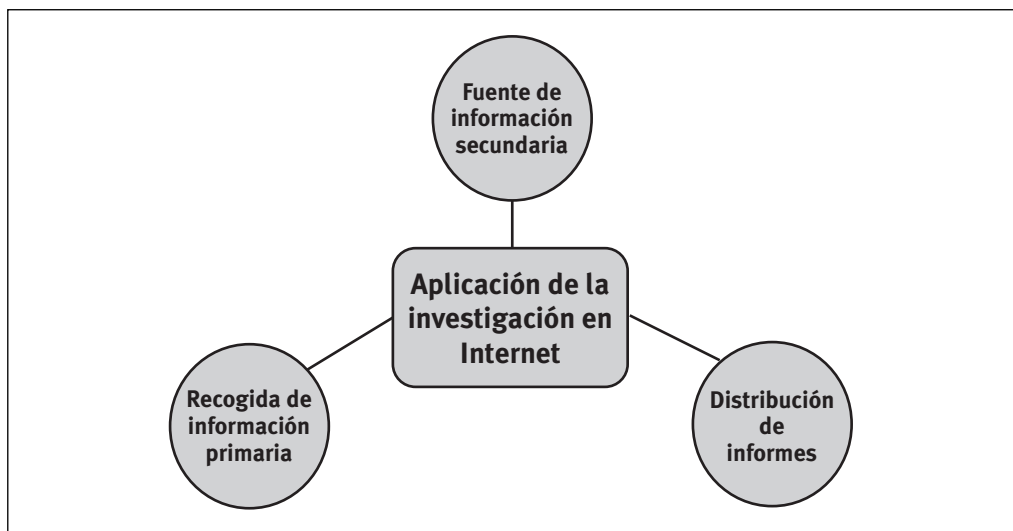 Fuente de
información
secundaria
Aplicación de la
investigación en
Internet
Recogida de
información
primaria
Distribución
de
informes